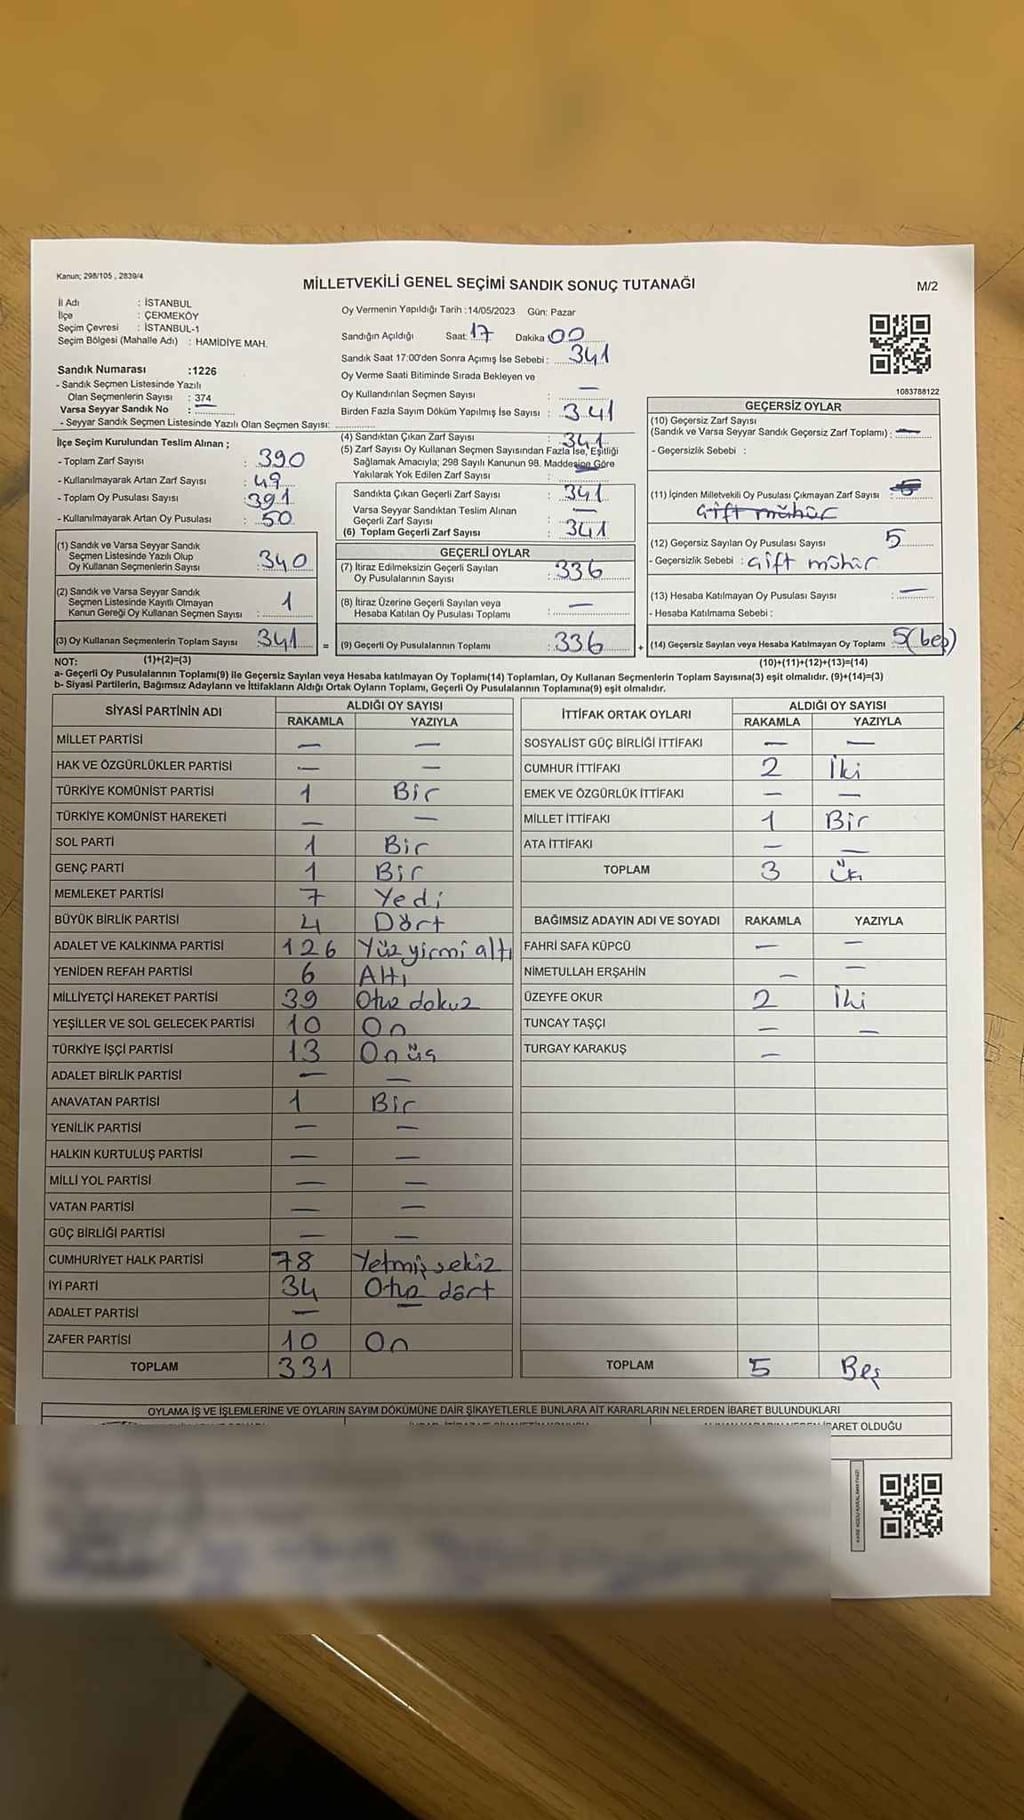 Kanun; 298/105 , 2839/4
MİLLETVEKİLİ GENEL SEÇİMİ SANDIK SONUÇ TUTANAĞI
M/2
İl Adı : İSTANBUL
İlçe : ÇEKMEKÖY
Seçim Çevresi : İSTANBUL-1
Seçim Bölgesi (Mahalle Adı) : HAMİDİYE MAH.
Sandık Numarası :1226
- Sandık Seçmen Listesinde Yazılı
Olan Seçmenlerin Sayısı : 374
Varsa Seyyar Sandık No : —
- Seyyar Sandık Seçmen Listesinde Yazılı Olan Seçmen Sayısı:
Oy Vermenin Yapıldığı Tarih :14/05/2023 Gün: Pazar
Sandığın Açıldığı Saat: 17 Dakika 00
Sandık Saat 17:00'den Sonra Açımış İse Sebebi : 341
Oy Verme Saati Bitiminde Sırada Bekleyen ve
Oy Kullandırılan Seçmen Sayısı : —
Birden Fazla Sayım Döküm Yapılmış İse Sayısı : 341
1083788122
İlçe Seçim Kurulundan Teslim Alınan ;
- Toplam Zarf Sayısı : 390
- Kullanılmayarak Artan Zarf Sayısı : 49
- Toplam Oy Pusulası Sayısı : 391
- Kullanılmayarak Artan Oy Pusulası : 50
(1) Sandık ve Varsa Seyyar Sandık
Seçmen Listesinde Yazılı Olup
Oy Kullanan Seçmenlerin Sayısı : 340
(2) Sandık ve Varsa Seyyar Sandık
Seçmen Listesinde Kayıtlı Olmayan
Kanun Gereği Oy Kullanan Seçmen Sayısı : 1
(3) Oy Kullanan Seçmenlerin Toplam Sayısı : 341 =
(4) Sandıktan Çıkan Zarf Sayısı : 341
(5) Zarf Sayısı Oy Kullanan Seçmen Sayısından Fazla İse, Eşitliği
Sağlamak Amacıyla; 298 Sayılı Kanunun 98. Maddesine Göre
Yakılarak Yok Edilen Zarf Sayısı : —
Sandıkta Çıkan Geçerli Zarf Sayısı : 341
Varsa Seyyar Sandıktan Teslim Alınan
Geçerli Zarf Sayısı : —
(6) Toplam Geçerli Zarf Sayısı : 341
GEÇERLİ OYLAR
(7) İtiraz Edilmeksizin Geçerli Sayılan
Oy Pusulalarının Sayısı : 336
(8) İtiraz Üzerine Geçerli Sayılan veya
Hesaba Katılan Oy Pusulası Toplamı : —
(9) Geçerli Oy Pusulalarının Toplamı : 336 +
GEÇERSİZ OYLAR
(10) Geçersiz Zarf Sayısı
(Sandık ve Varsa Seyyar Sandık Geçersiz Zarf Toplamı) : —
- Geçersizlik Sebebi :
(11) İçinden Milletvekili Oy Pusulası Çıkmayan Zarf Sayısı :
Çift mühür
(12) Geçersiz Sayılan Oy Pusulası Sayısı : 5
- Geçersizlik Sebebi : Çift mühür
(13) Hesaba Katılmayan Oy Pusulası Sayısı : —
- Hesaba Katılmama Sebebi :
(14) Geçersiz Sayılan veya Hesaba Katılmayan Oy Toplamı 5(beş)
NOT: (1)+(2)=(3)
(10)+(11)+(12)+(13)=(14)
a- Geçerli Oy Pusulalarının Toplamı(9) ile Geçersiz Sayılan veya Hesaba katılmayan Oy Toplamı(14) Toplamları, Oy Kullanan Seçmenlerin Toplam Sayısına(3) eşit olmalıdır. (9)+(14)=(3)
b- Siyasi Partilerin, Bağımsız Adayların ve İttifakların Aldığı Ortak Oyların Toplamı, Geçerli Oy Pusulalarının Toplamına(9) eşit olmalıdır.
SİYASİ PARTİNİN ADI ALDIĞI OY SAYISI
RAKAMLA YAZIYLA
MİLLET PARTİSİ — —
HAK VE ÖZGÜRLÜKLER PARTİSİ — —
TÜRKİYE KOMÜNİST PARTİSİ 1 Bir
TÜRKİYE KOMÜNİST HAREKETİ — —
SOL PARTİ 1 Bir
GENÇ PARTİ 1 Bir
MEMLEKET PARTİSİ 7 Yedi
BÜYÜK BİRLİK PARTİSİ 4 Dört
ADALET VE KALKINMA PARTİSİ 126 Yüz yirmi altı
YENİDEN REFAH PARTİSİ 6 Altı
MİLLİYETÇİ HAREKET PARTİSİ 39 Otuz dokuz
YEŞİLLER VE SOL GELECEK PARTİSİ 10 On
TÜRKİYE İŞÇİ PARTİSİ 13 Onüç
ADALET BİRLİK PARTİSİ — —
ANAVATAN PARTİSİ 1 Bir
YENİLİK PARTİSİ — —
HALKIN KURTULUŞ PARTİSİ — —
MİLLİ YOL PARTİSİ — —
VATAN PARTİSİ — —
GÜÇ BİRLİĞİ PARTİSİ — —
CUMHURİYET HALK PARTİSİ 78 Yetmiş sekiz
İYİ PARTİ 34 Otuz dört
ADALET PARTİSİ — —
ZAFER PARTİSİ 10 On
TOPLAM 331
İTTİFAK ORTAK OYLARI ALDIĞI OY SAYISI
RAKAMLA YAZIYLA
SOSYALİST GÜÇ BİRLİĞİ İTTİFAKI — —
CUMHUR İTTİFAKI 2 İki
EMEK VE ÖZGÜRLÜK İTTİFAKI — —
MİLLET İTTİFAKI 1 Bir
ATA İTTİFAKI — —
TOPLAM 3
BAĞIMSIZ ADAYIN ADI VE SOYADI RAKAMLA YAZIYLA
FAHRİ SAFA KÜPCÜ — —
NİMETULLAH ERŞAHİN — —
ÜZEYFE OKUR 2 İki
TUNCAY TAŞÇI — —
TURGAY KARAKUŞ —
TOPLAM 5 Beş
OYLAMA İŞ VE İŞLEMLERİNE VE OYLARIN SAYIM DÖKÜMÜNE DAİR ŞİKAYETLERLE BUNLARA AİT KARARLARIN NELERDEN İBARET BULUNDUKLARI
İBARET OLDUĞU